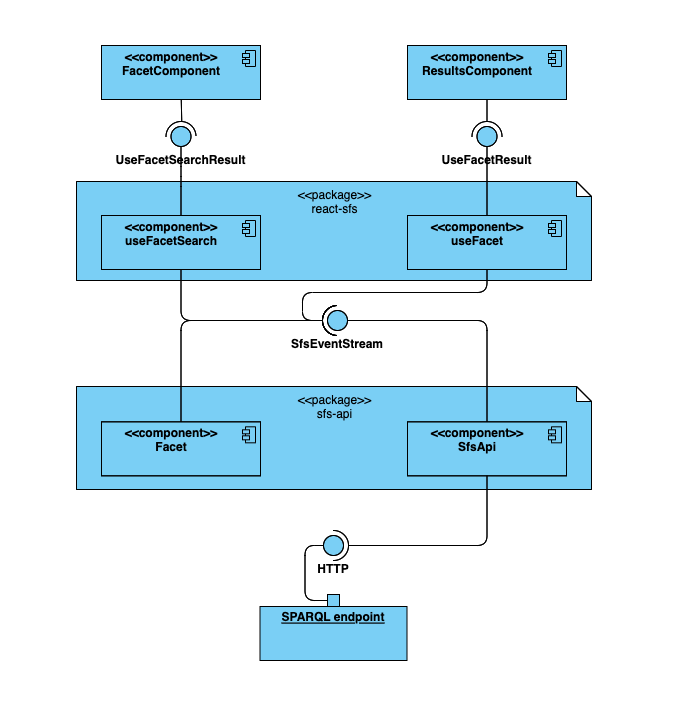 <<component>>
FacetComponent
<<component>>
ResultsComponent
UseFacetSearchResult
UseFacetResult
<<package>>
react-sfs
<<component>>
useFacetSearch
<<component>>
useFacet
SfsEventStream
<<package>>
sfs-api
<<component>>
Facet
<<component>>
SfsApi
HTTP
SPARQL endpoint